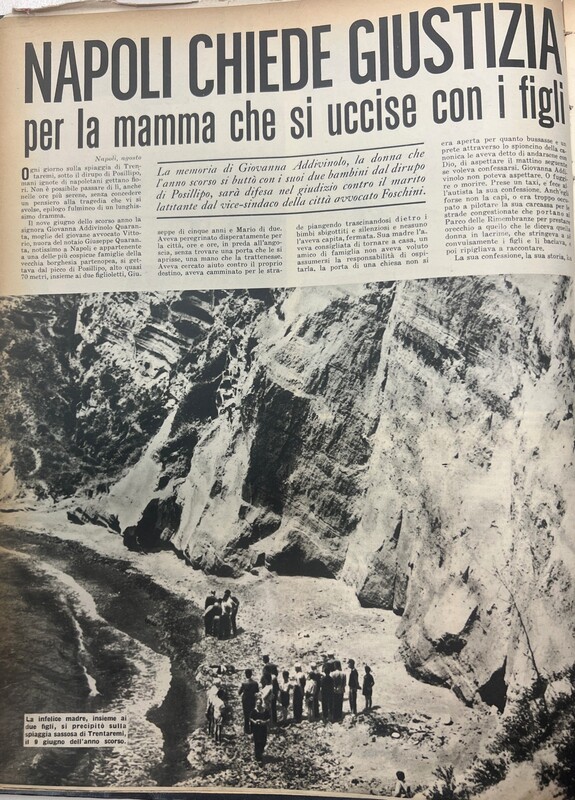 NAPOLI CHIEDE GIUSTIZIA
per la mamma che si uccise con i figli
Napoli, agosto
Ogni giorno sulla spiaggia di Tren-
taremi, sotto il dirupo di Posillipo,
mani ignote di napoletani gettano fio-
ri. Non è possibile passare di lì, anche
nelle ore più serene, senza concedere
un pensiero alla tragedia che vi si
svolse, epilogo fulmineo di un lunghis-
simo dramma.
Il nove giugno dello scorso anno la
signora Giovanna Addivinolo Quaran-
ta, moglie del giovane avvocato Vitto-
rio, nuora del notaio Giuseppe Quaran-
ta, notissimo a Napoli e appartenente
a una delle più cospicue famiglie della
vecchia borghesia partenopea, si get-
tava dal picco di Posillipo, alto quasi
70 metri, insieme ai due figlioletti, Giu-
La memoria di Giovanna Addivinolo, la donna che
l'anno scorso si buttò con i suoi due bambini dal dirupo
di Posillipo, sarà difesa nel giudizio contro il marito
latitante dal vice-sindaco della città avvocato Foschini.
seppe di cinque anni e Mario di due.
Aveva peregrinato disperatamente per
la città, ore e ore, in preda all'ango-
scia, senza trovare una porta che le si
aprisse, una mano che la trattenesse.
Aveva cercato aiuto contro il proprio
destino, aveva camminato per le stra-
de piangendo trascinandosi dietro i
bimbi sbigottiti e silenziosi e nessuno
l'aveva capita, fermata. Sua madre l'a-
veva consigliata di tornare a casa, un
amico di famiglia non aveva voluto
assumersi la responsabilità di ospi-
tarla, la porta di una chiesa non si
era aperta per quanto bussasse e un
prete attraverso lo spioncino della ca-
nonica le aveva detto di andarsene con
Dio, di aspettare il mattino seguente
se voleva confessarsi. Giovanna Addi-
vinolo non poteva aspettare. O fuggi-
re o morire. Prese un taxi, e fece al-
l'autista la sua confessione. Anch'egli
forse non la capì, o era troppo occu-
pato a pilotare la sua carcassa per le
strade congestionate che portano al
Parco delle Rimembranze per prestare
orecchio a quello che le diceva quella
donna in lacrime, che stringeva a sé
convulsamente i figli e li baciava, e
poi ripigliava a raccontare.
La sua confessione, la sua storia,
La infelice madre, insieme ai
due figli, si precipitò sulla
spiaggia sassosa di Trentaremi,
il 9 giugno dell'anno scorso.